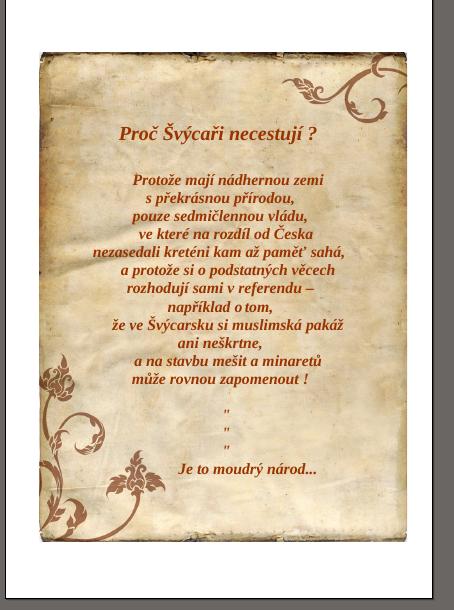 Proč Švýcaři necestují ?
Protože mají nádhernou zemi
s překrásnou přírodou,
pouze sedmičlennou vládu,
ve které na rozdíl od Česka
nezasedali kreténi kam až paměť sahá,
a protože si o podstatných věcech
rozhodují sami v referendu –
například o tom,
že ve Švýcarsku si muslimská pakáž
ani neškrtne,
a na stavbu mešit a minaretů
může rovnou zapomenout !
"
"
"
Je to moudrý národ...